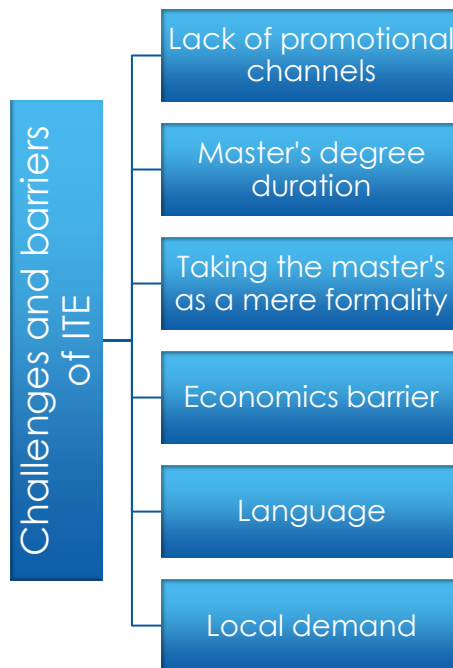 Challenges and barriers
of ITE
Lack of promotional
channels
Master's degree
duration
Taking the master's
as a mere formality
Economics barrier
Language
Local demand